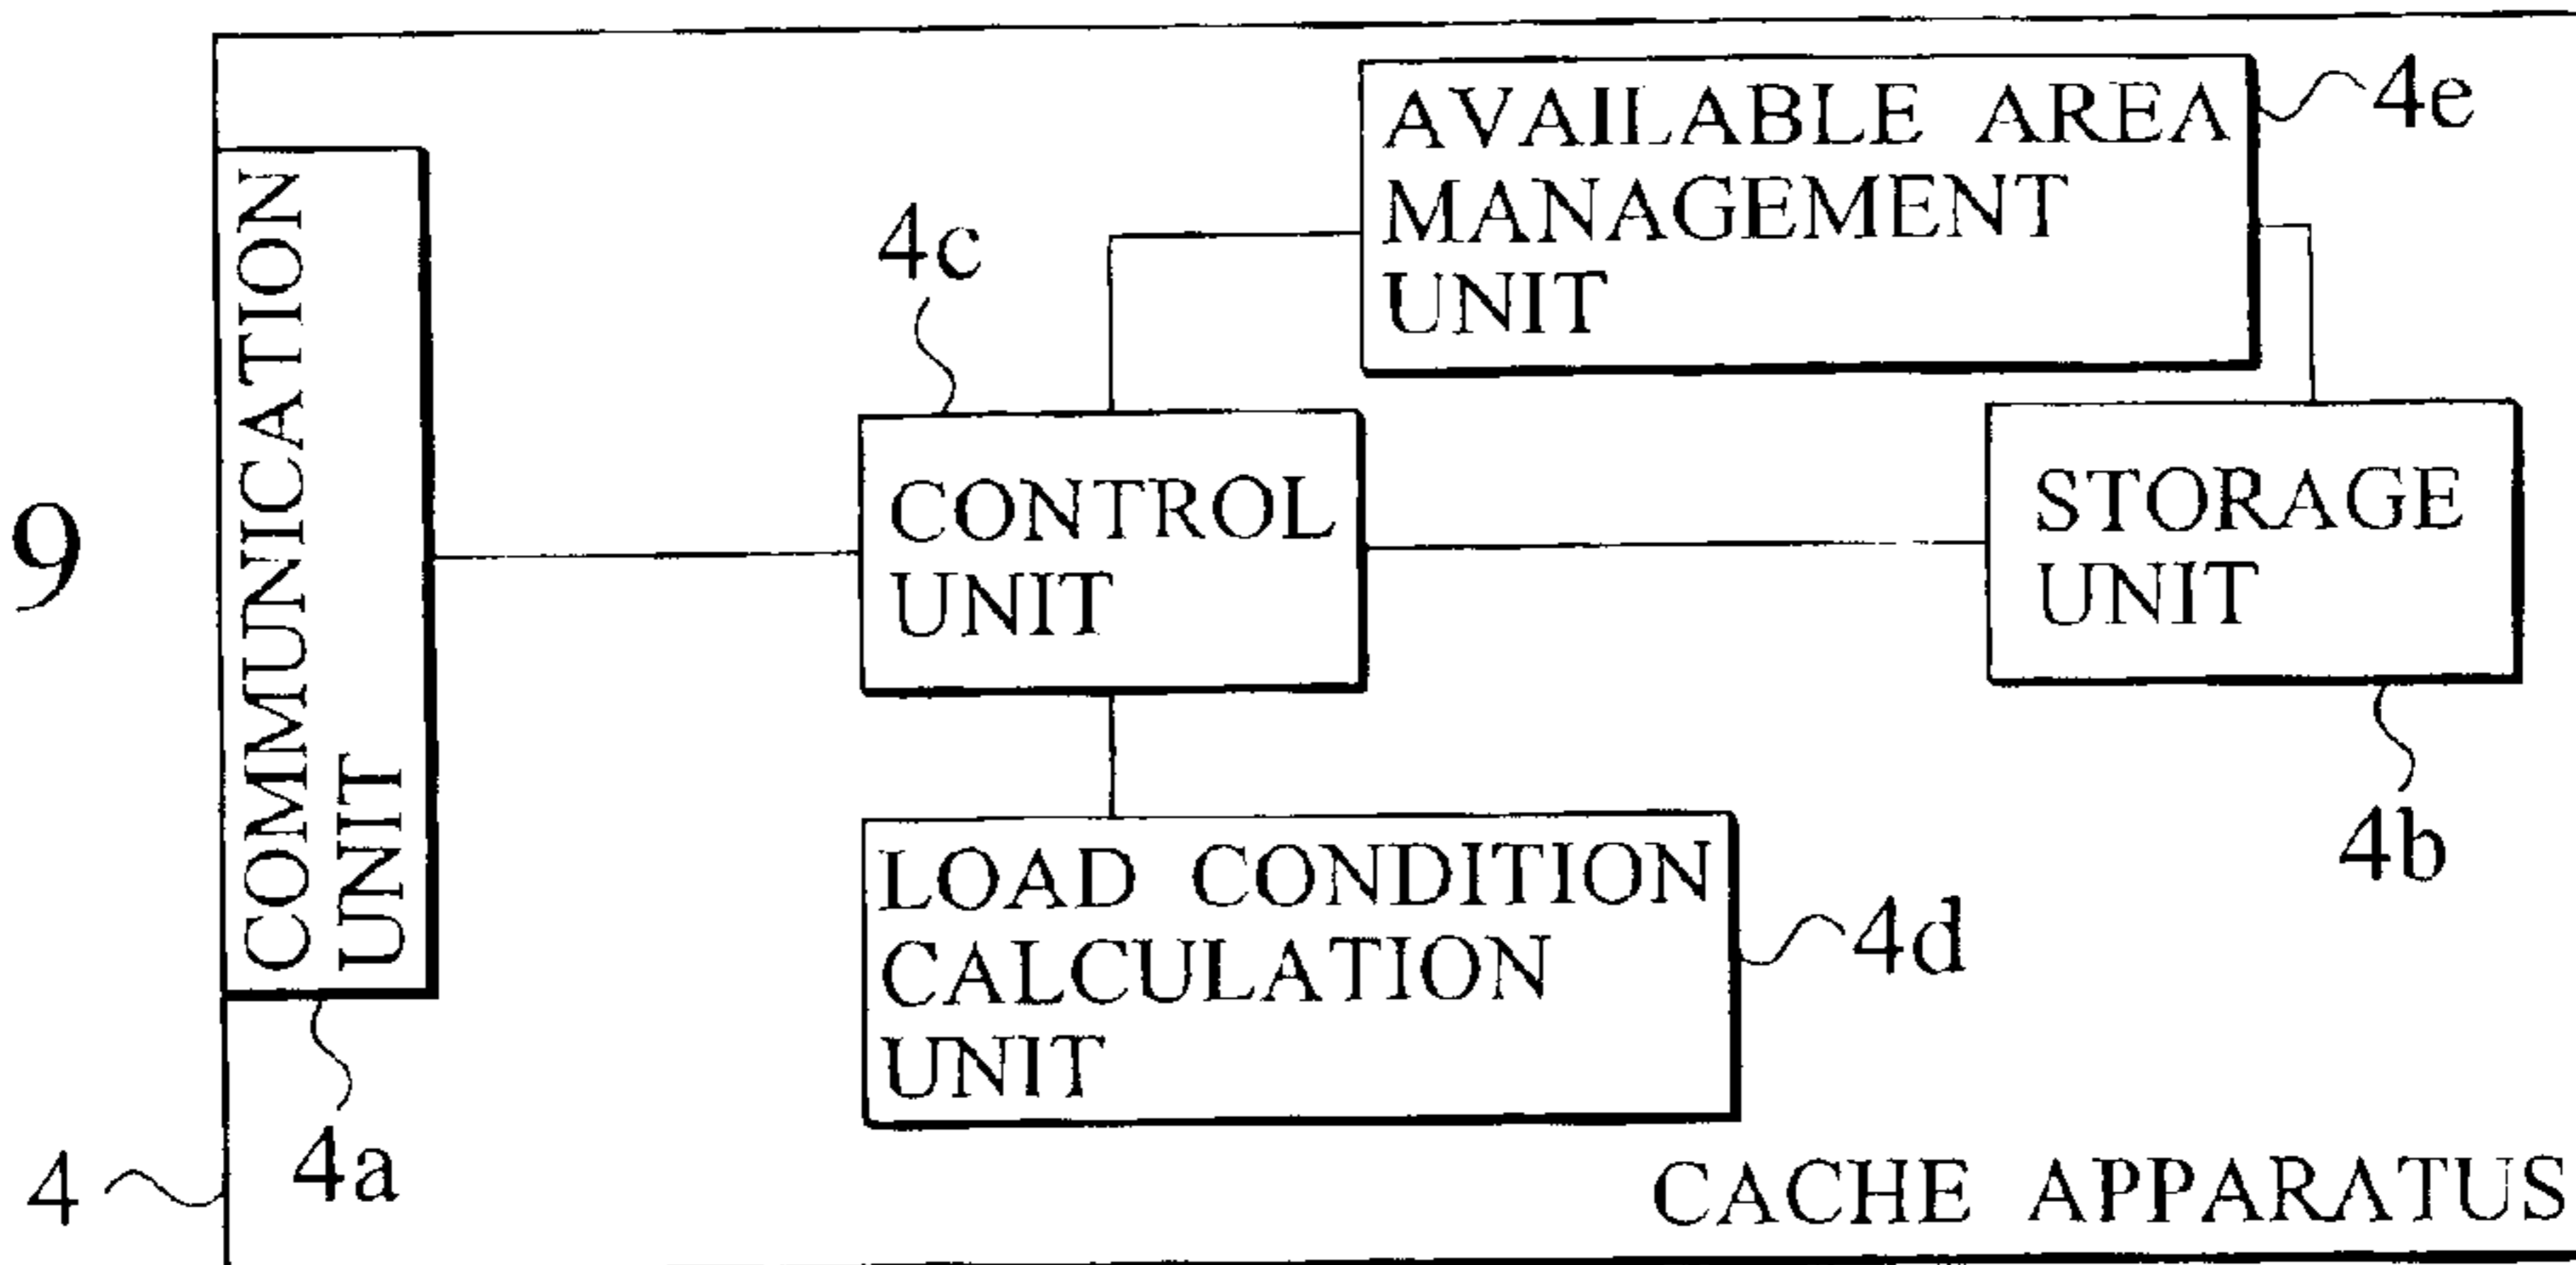 AVAILABLE AREA
MANAGEMENT
UNIT
4e
4c
COMMUNICATION
UNIT
9
CONTROL
UNIT
STORAGE
UNIT
4b
LOAD CONDITION
CALCULATION
UNIT
4d
4a
4
CACHE APPARATUS